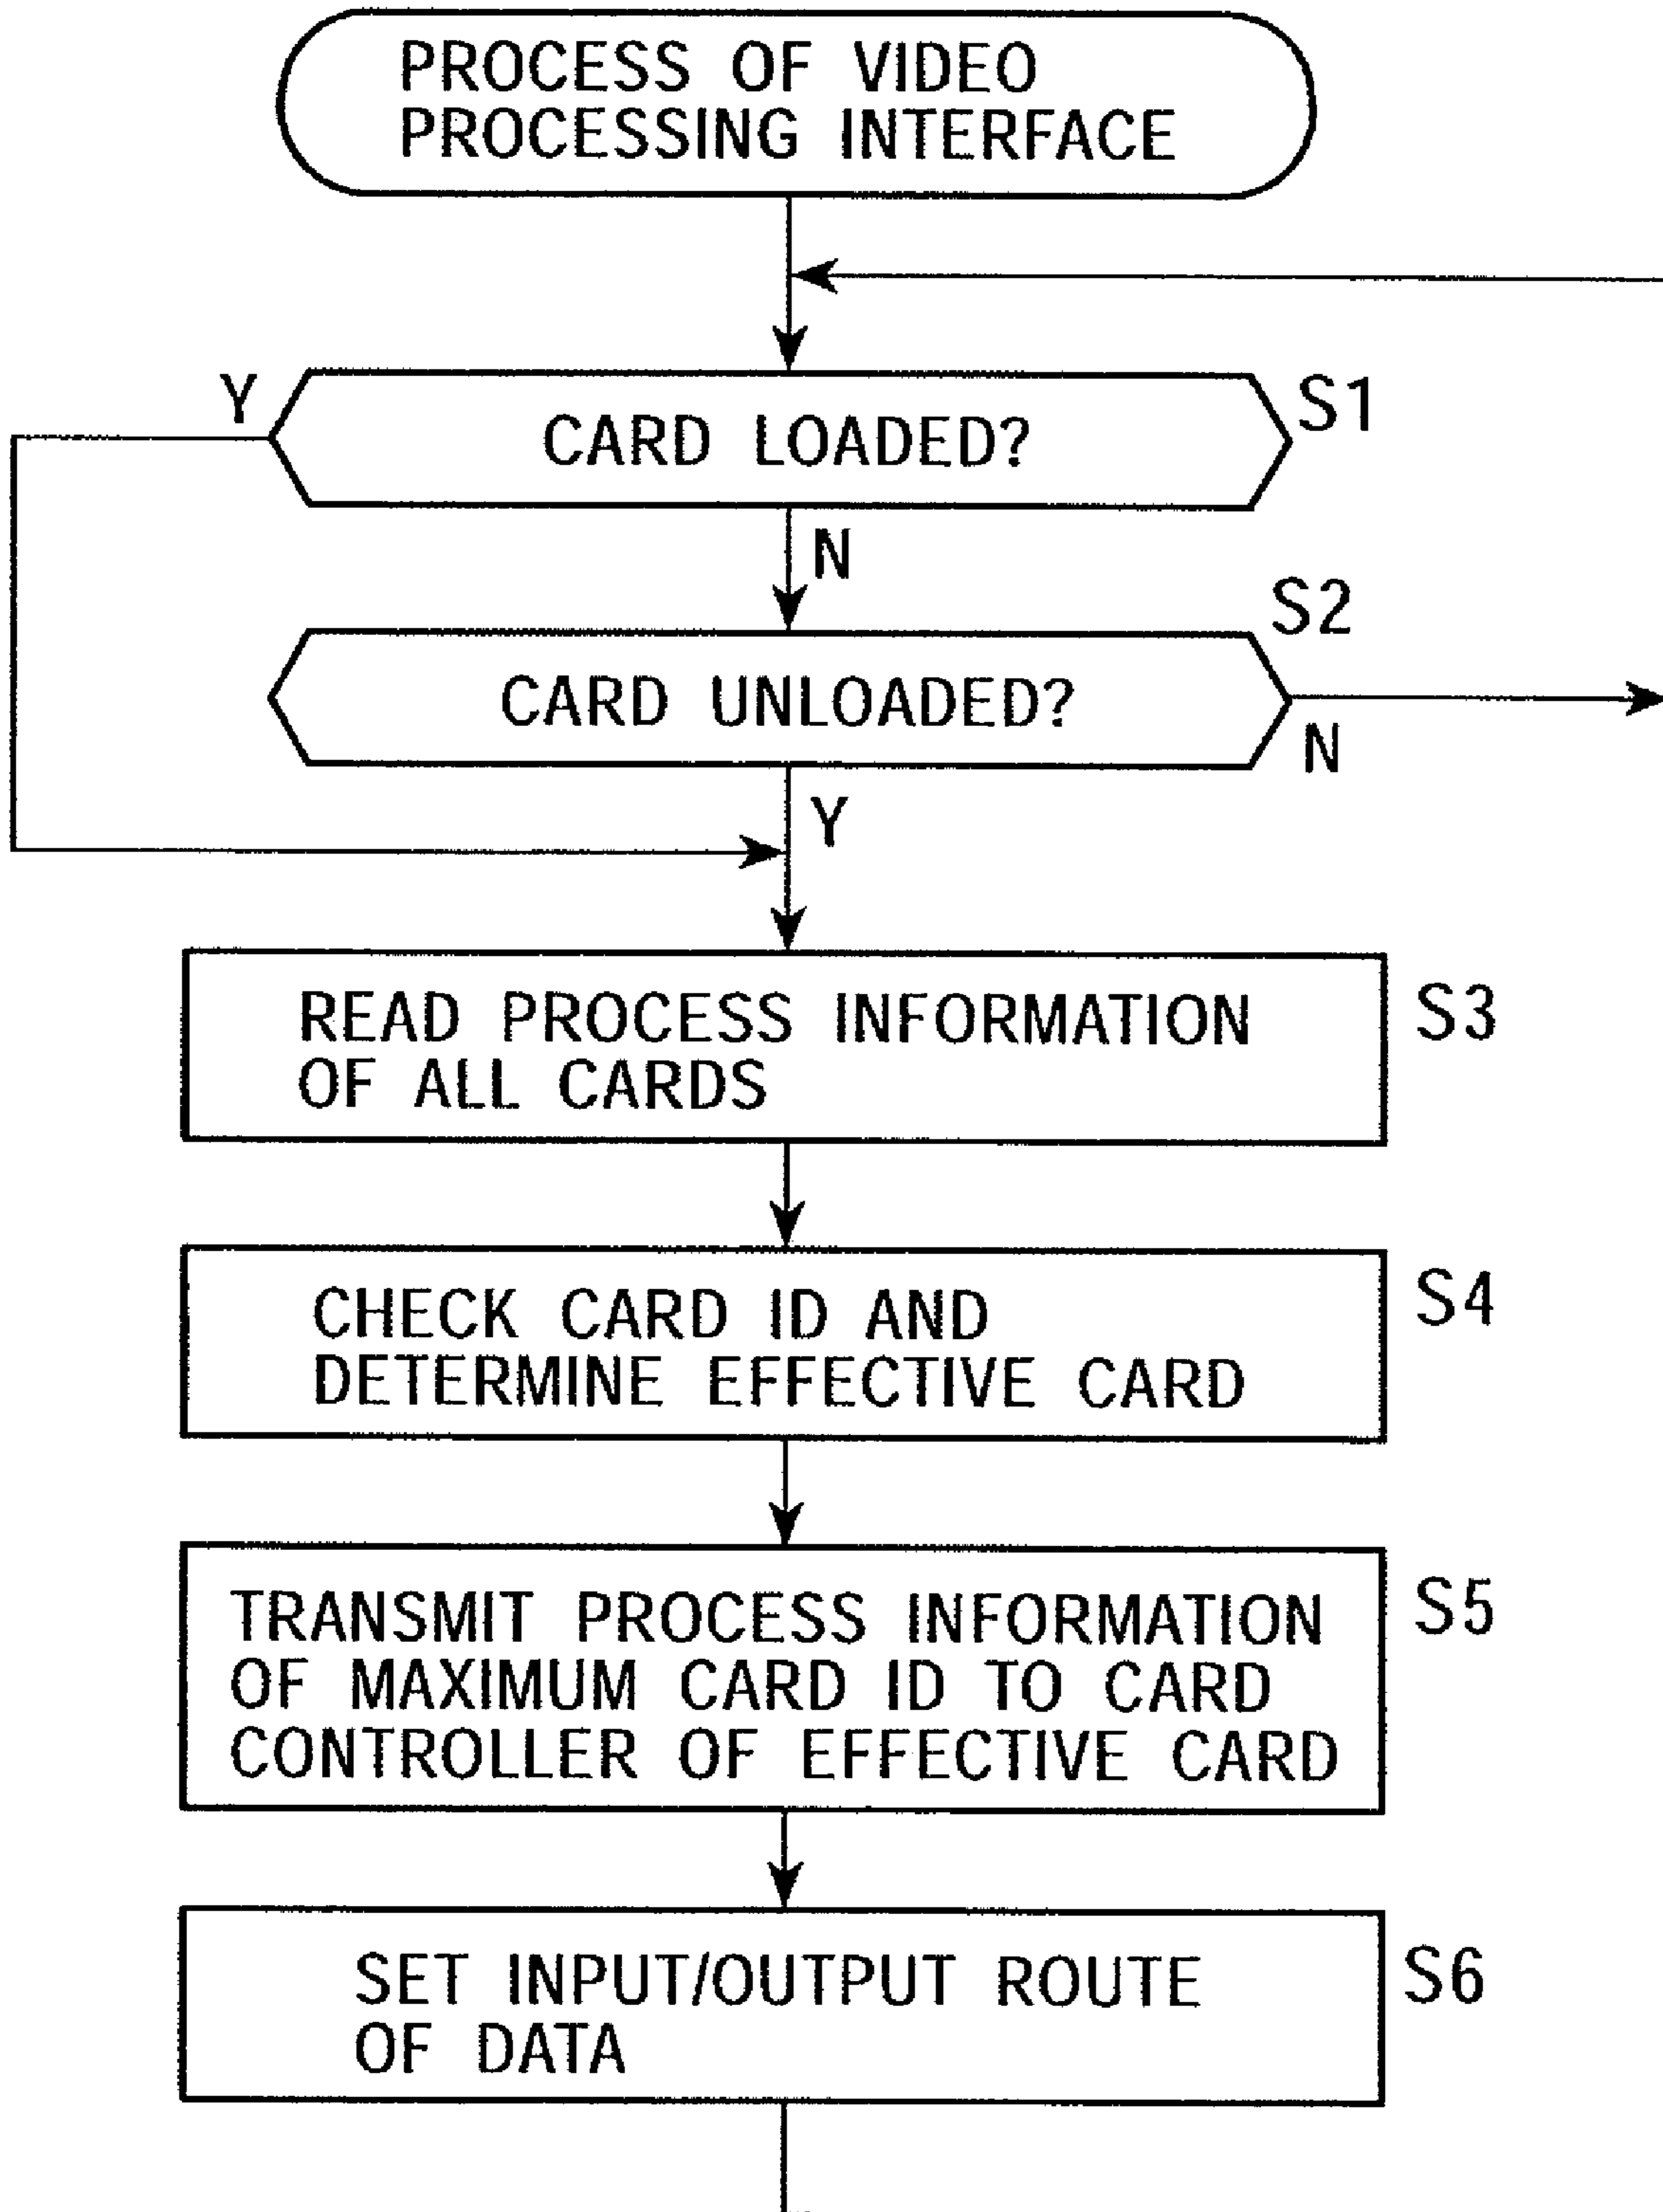 PROCESS OF VIDEO
PROCESSING INTERFACE
Y
CARD LOADED?
S1
N
S2
CARD UNLOADED?
N
Y
READ PROCESS INFORMATION
OF ALL CARDS
S3
CHECK CARD ID AND
DETERMINE EFFECTIVE CARD
S4
TRANSMIT PROCESS INFORMATION
OF MAXIMUM CARD ID TO CARD
CONTROLLER OF EFFECTIVE CARD
S5
SET INPUT/OUTPUT ROUTE
OF DATA
S6